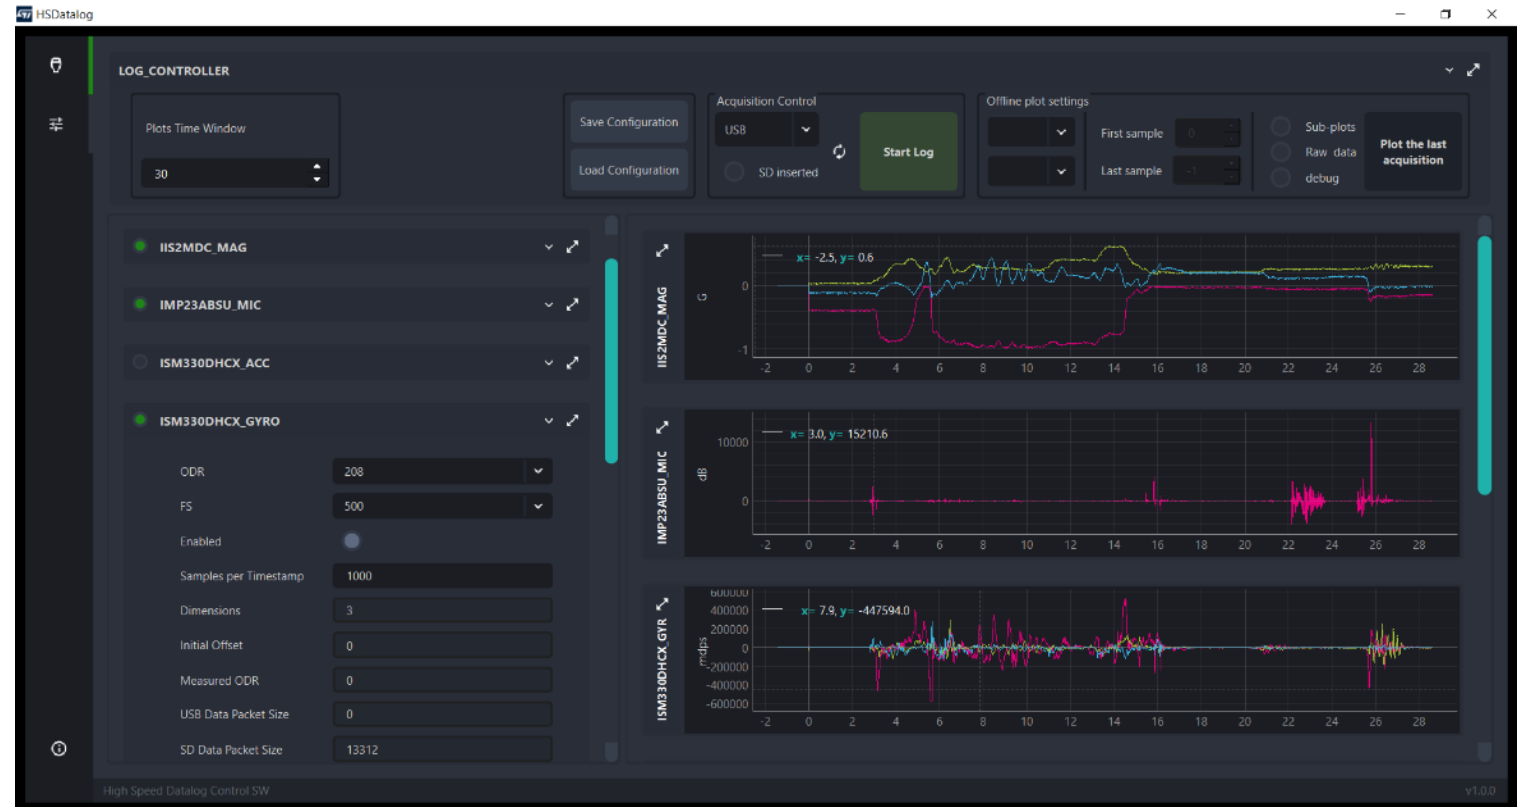 HSDatalog
LOG_CONTROLLER
Plots Time Window
30
Save Configuration
Load Configuration
Acquisition Control
USB
SD inserted
Start Log
Offline plot settings
First sample 0
Last sample -1
Sub-plots
Raw data
debug
Plot the last
acquisition
IIS2MDC_MAG
IMP23ABSU_MIC
ISM330DHCX_ACC
ISM330DHCX_GYRO
ODR 208
FS 500
Enabled
Samples per Timestamp 1000
Dimensions 3
Initial Offset 0
Measured ODR 0
USB Data Packet Size 0
SD Data Packet Size 13312
IIS2MDC_MAG
G
x= -2.5, y= 0.6
0
-1
-2 0 2 4 6 8 10 12 14 16 18 20 22 24 26 28
IMP23ABSU_MIC
dB
x= 3.0, y= 15210.6
10000
0
-2 0 2 4 6 8 10 12 14 16 18 20 22 24 26 28
ISM330DHCX_GYR
mdps
x= 7.9, y= -447594.0
600000
400000
200000
0
-200000
-400000
-600000
-2 0 2 4 6 8 10 12 14 16 18 20 22 24 26 28
High Speed Datalog Control SW
v1.0.0